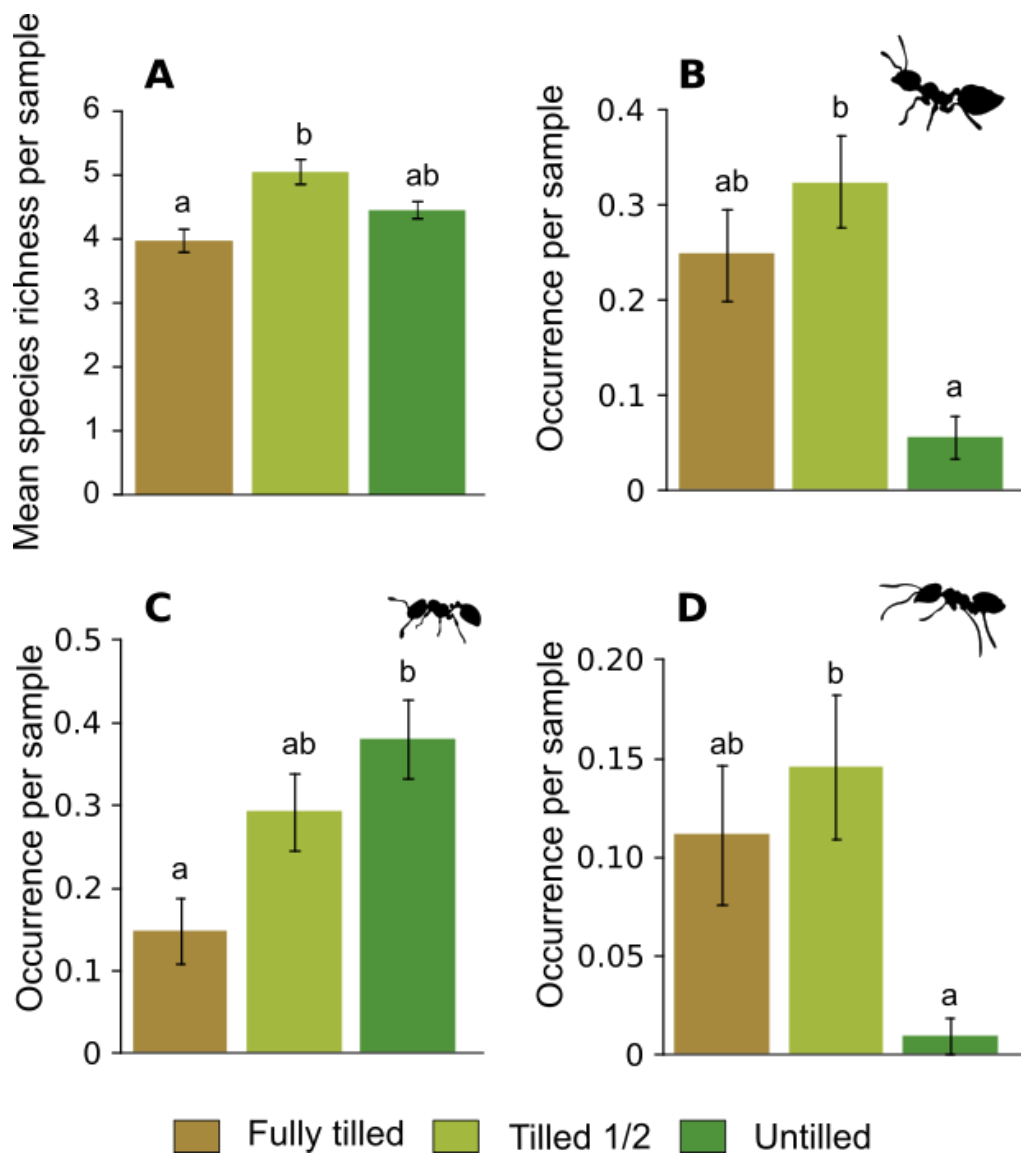 A
Mean species richness per sample
6
5
4
3
2
1
0
a
b
ab
B
Occurrence per sample
0.4
0.3
0.2
0.1
0
ab
b
a
C
Occurrence per sample
0.5
0.4
0.3
0.2
0.1
0
a
ab
b
D
Occurrence per sample
0.20
0.15
0.10
0.05
0
ab
b
a
Fully tilled Tilled 1/2 Untilled